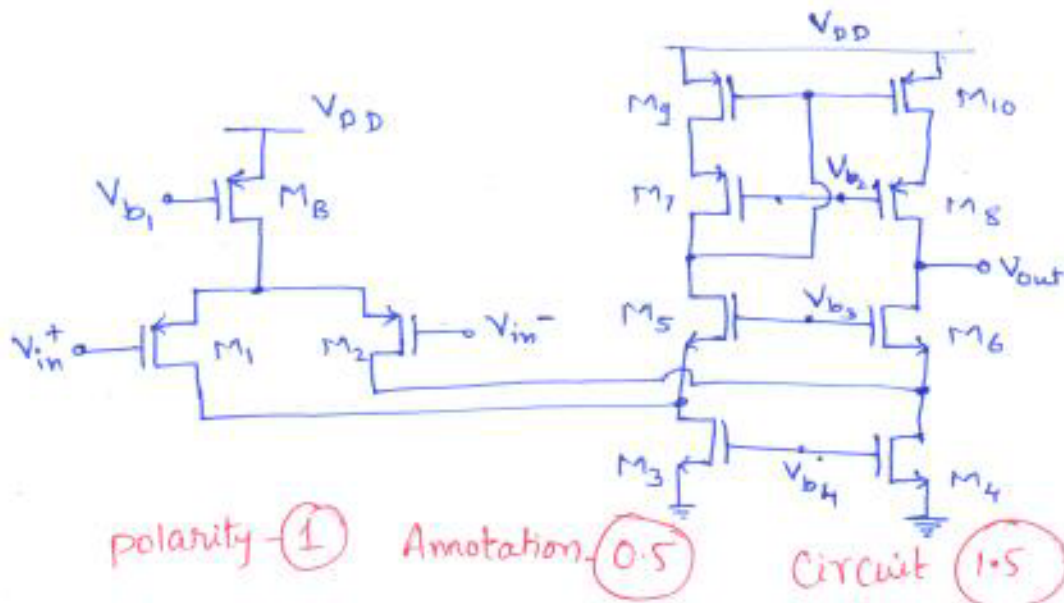 VDD
M9
M10
VDD
Vb1
MB
M7
Vb2
M8
Vout
Vin+
M1
M2
Vin-
M5
Vb3
M6
M3
Vb4
M4
polarity - 1
Annotation - 0.5
Circuit 1.5